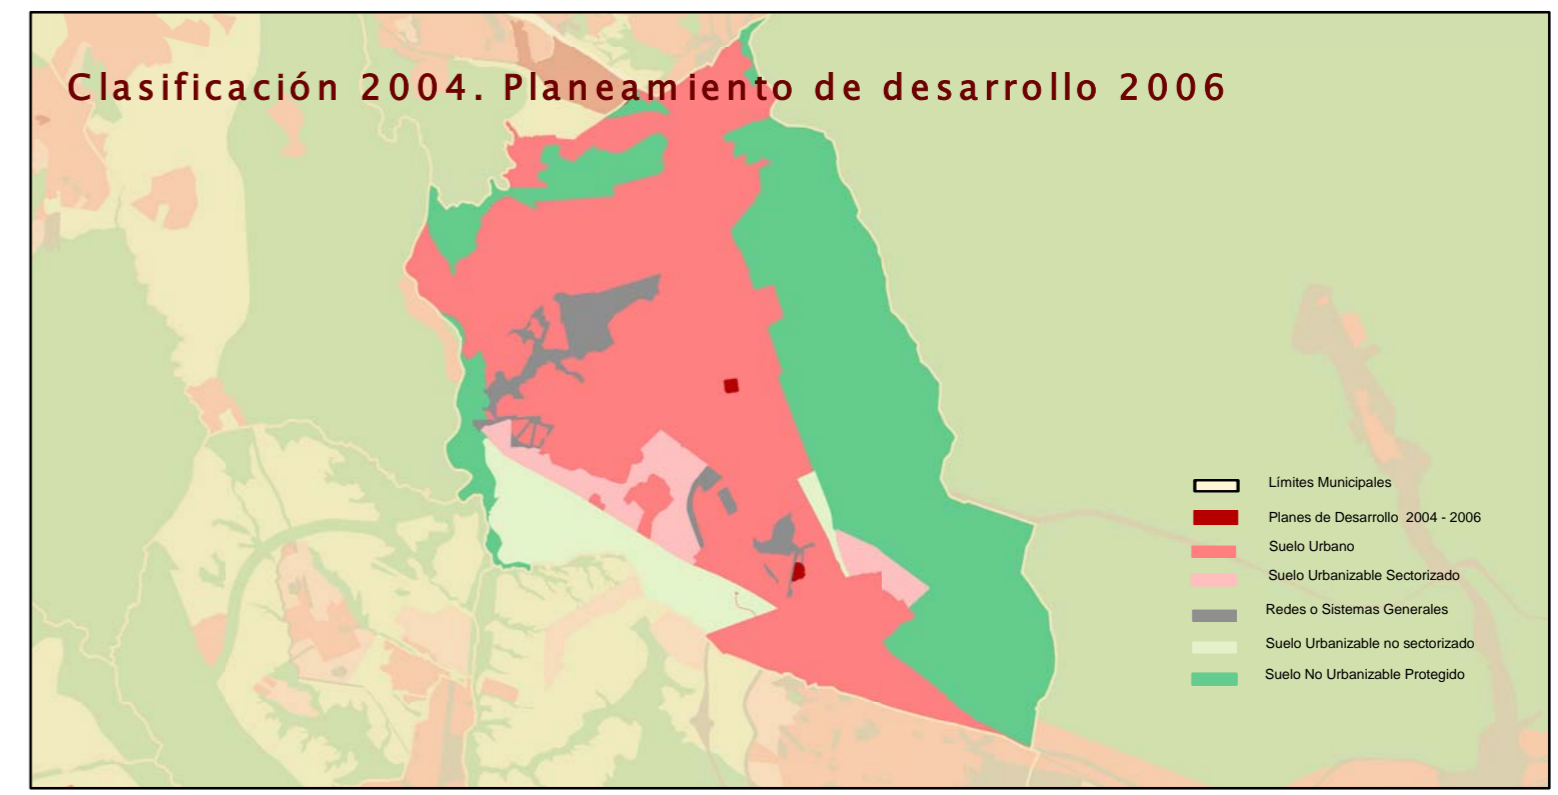 Clasificación 2004. Planeamiento de desarrollo 2006
Límites Municipales
Planes de Desarrollo 2004 - 2006
Suelo Urbano
Suelo Urbanizable Sectorizado
Redes o Sistemas Generales
Suelo Urbanizable no sectorizado
Suelo No Urbanizable Protegido